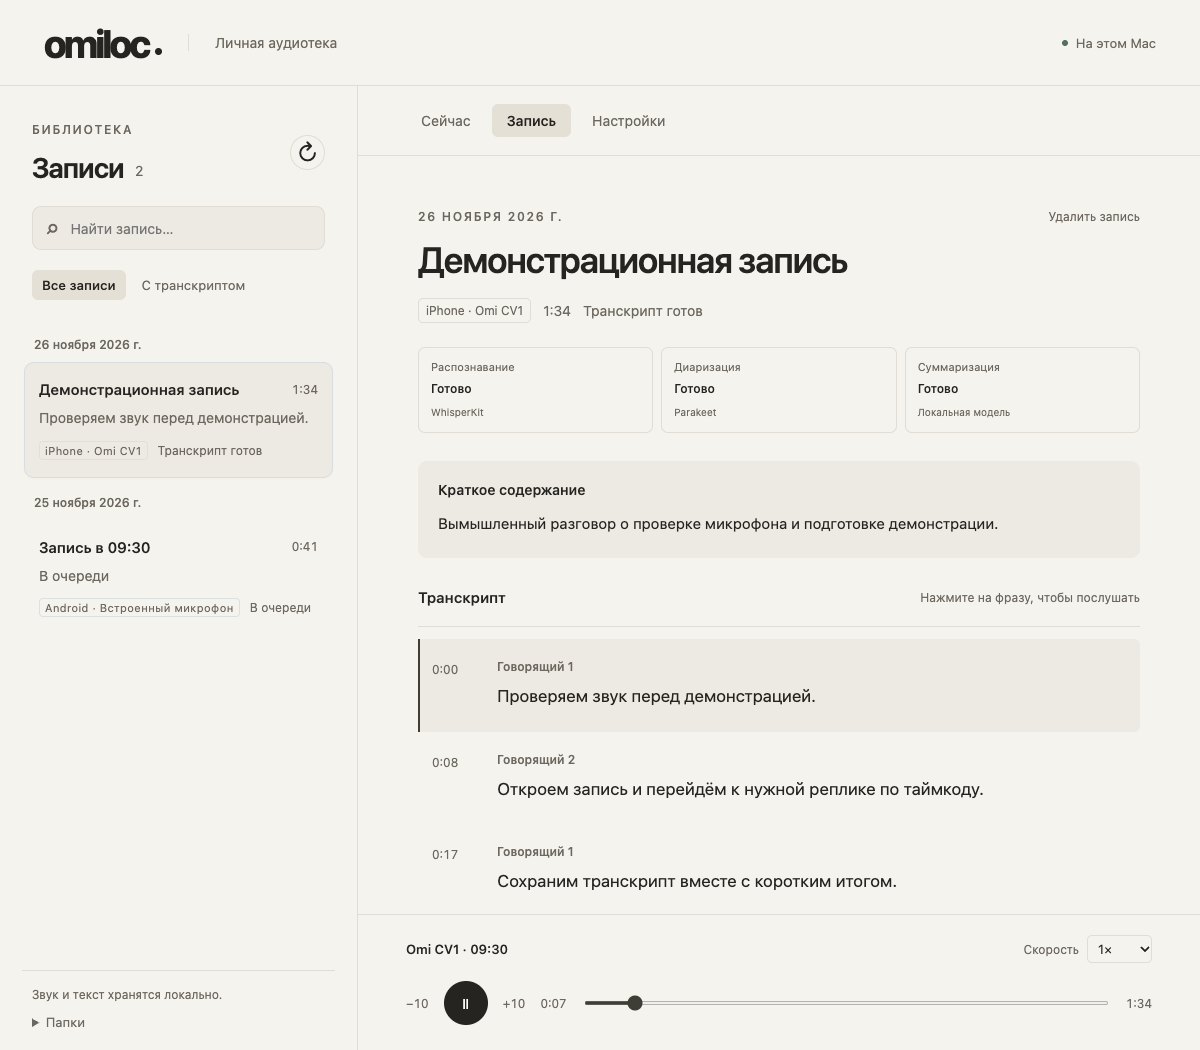 omiloc.
Личная аудиотека
На этом Mac
БИБЛИОТЕКА
Записи 2
Найти запись...
Все записи
С транскриптом
26 ноября 2026 г.
Демонстрационная запись 1:34
Проверяем звук перед демонстрацией.
iPhone · Omi CV1 Транскрипт готов
25 ноября 2026 г.
Запись в 09:30 0:41
В очереди
Android · Встроенный микрофон В очереди
Звук и текст хранятся локально.
Папки
Сейчас
Запись
Настройки
26 НОЯБРЯ 2026 Г.
Удалить запись
Демонстрационная запись
iPhone · Omi CV1 1:34 Транскрипт готов
Распознавание
Готово
WhisperKit
Диаризация
Готово
Parakeet
Суммаризация
Готово
Локальная модель
Краткое содержание
Вымышленный разговор о проверке микрофона и подготовке демонстрации.
Транскрипт
Нажмите на фразу, чтобы послушать
0:00 Говорящий 1
Проверяем звук перед демонстрацией.
0:08 Говорящий 2
Откроем запись и перейдём к нужной реплике по таймкоду.
0:17 Говорящий 1
Сохраним транскрипт вместе с коротким итогом.
Omi CV1 · 09:30
Скорость 1×
−10 +10 0:07 1:34